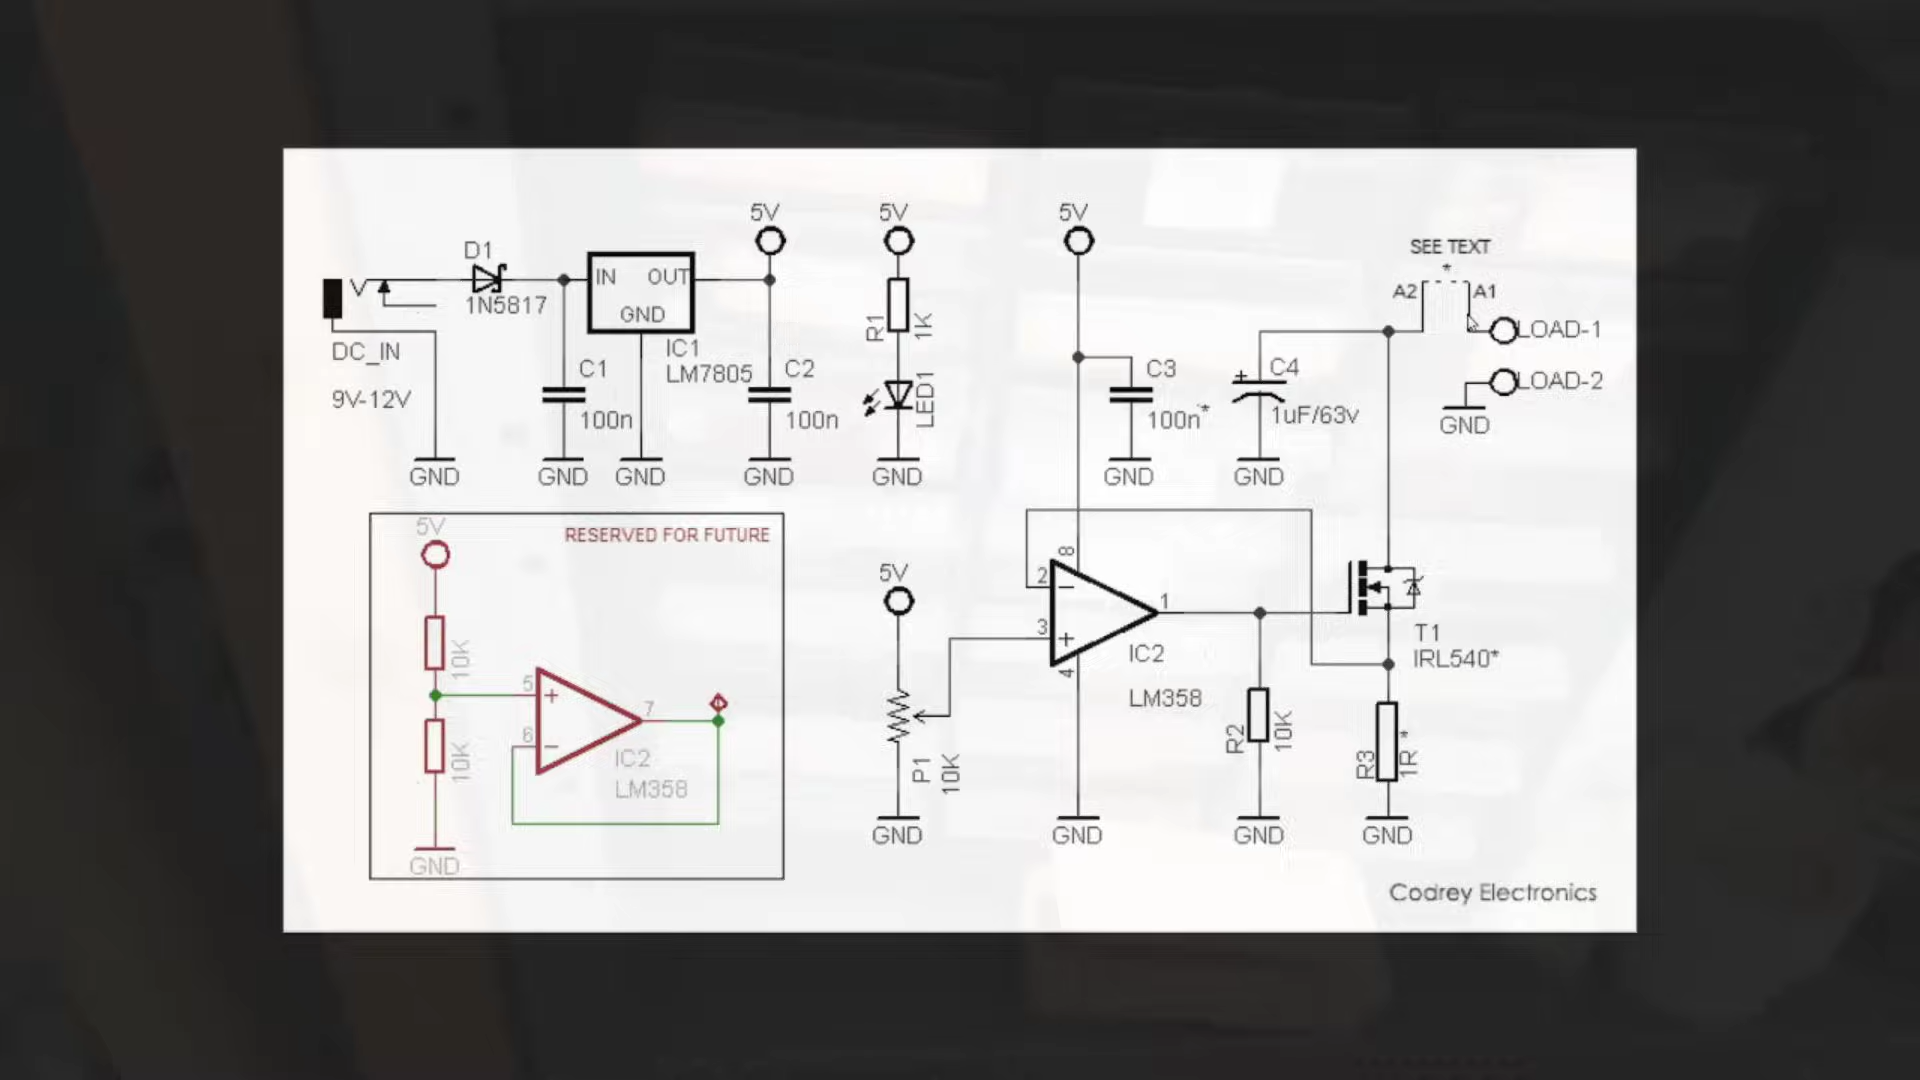 5V
5V
5V
SEE TEXT
*
D1
1N5817
IN OUT
GND
A2 A1
LOAD-1
LOAD-2
GND
DC_IN
9V-12V
IC1
LM7805
C1
100n
C2
100n
R1
1K
LED1
C3
100n*
+
C4
1uF/63v
GND
GND
GND
GND
GND
GND
GND
5V
RESERVED FOR FUTURE
10K
10K
5
+
6
-
7
IC2
LM358
GND
5V
P1
10K
GND
8
2
-
3
+
4
1
IC2
LM358
GND
R2
10K
GND
T1
IRL540*
R3
1R*
GND
Codrey Electronics